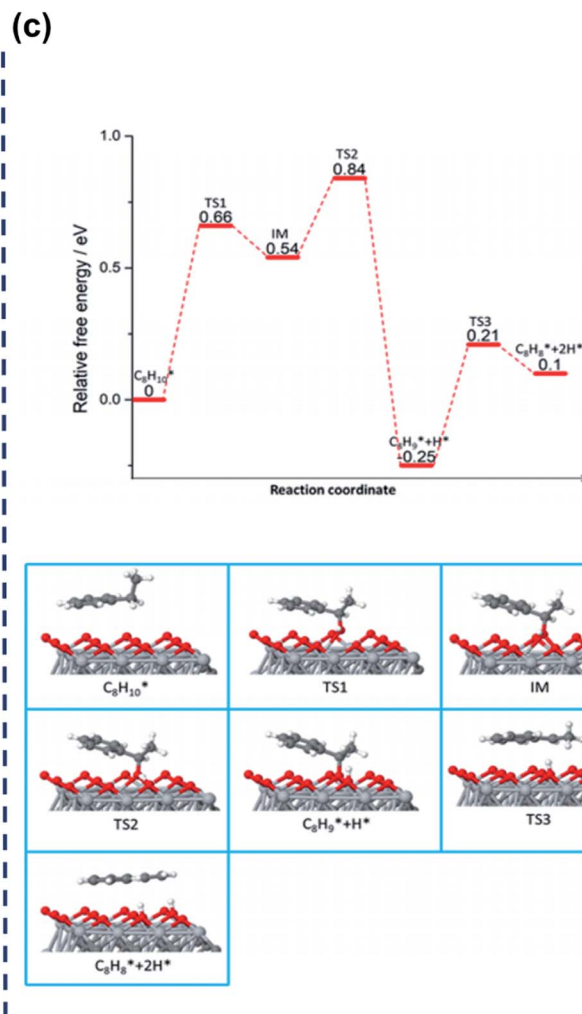 (c)
1.0
0.5
0.0
Relative free energy / eV
C₈H₁₀*
0
TS1
0.66
IM
0.54
TS2
0.84
C₈H₉*+H*
-0.25
TS3
0.21
C₈H₈*+2H*
0.1
Reaction coordinate
C₈H₁₀*
TS1
IM
TS2
C₈H₉*+H*
TS3
C₈H₈*+2H*